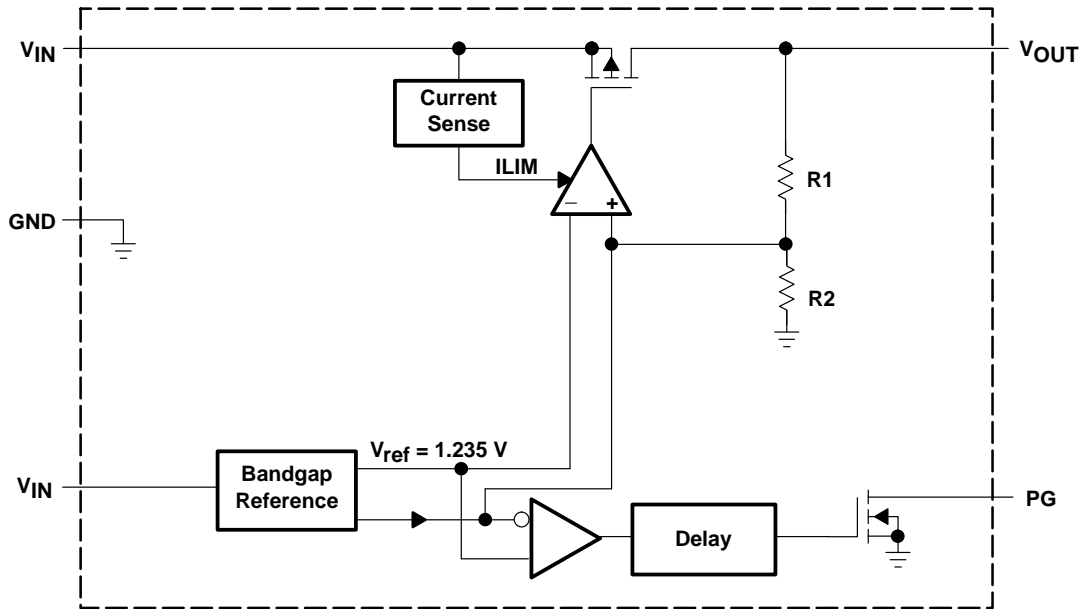 VIN
VOUT
Current
Sense
ILIM
R1
GND
− +
R2
Vref = 1.235 V
Bandgap
Reference
VIN
PG
Delay